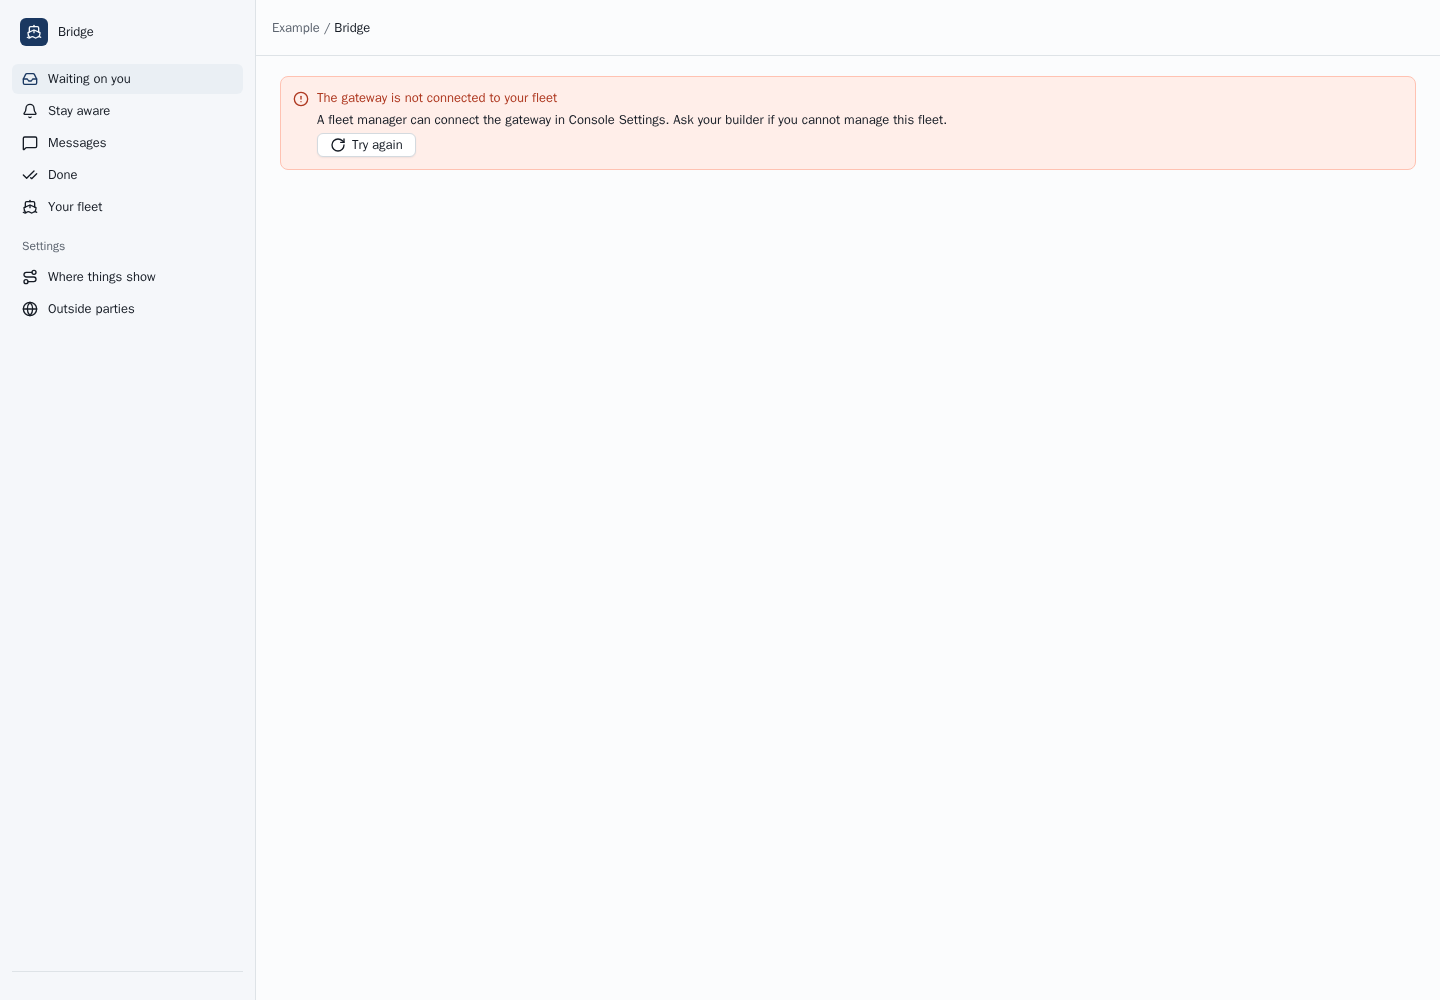 Bridge
Waiting on you
Stay aware
Messages
Done
Your fleet
Settings
Where things show
Outside parties
Example / Bridge
The gateway is not connected to your fleet
A fleet manager can connect the gateway in Console Settings. Ask your builder if you cannot manage this fleet.
Try again